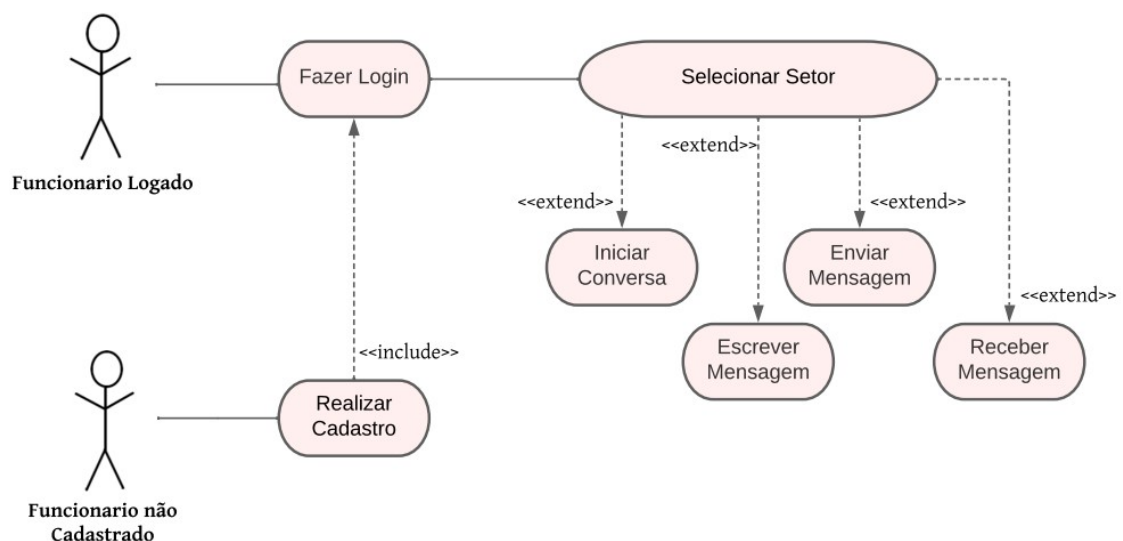 Fazer Login
Selecionar Setor
<<extend>>
Funcionario Logado
<<extend>>
<<extend>>
Iniciar
Conversa
Enviar
Mensagem
<<extend>>
<<include>>
Escrever
Mensagem
Receber
Mensagem
Realizar
Cadastro
Funcionario não
Cadastrado